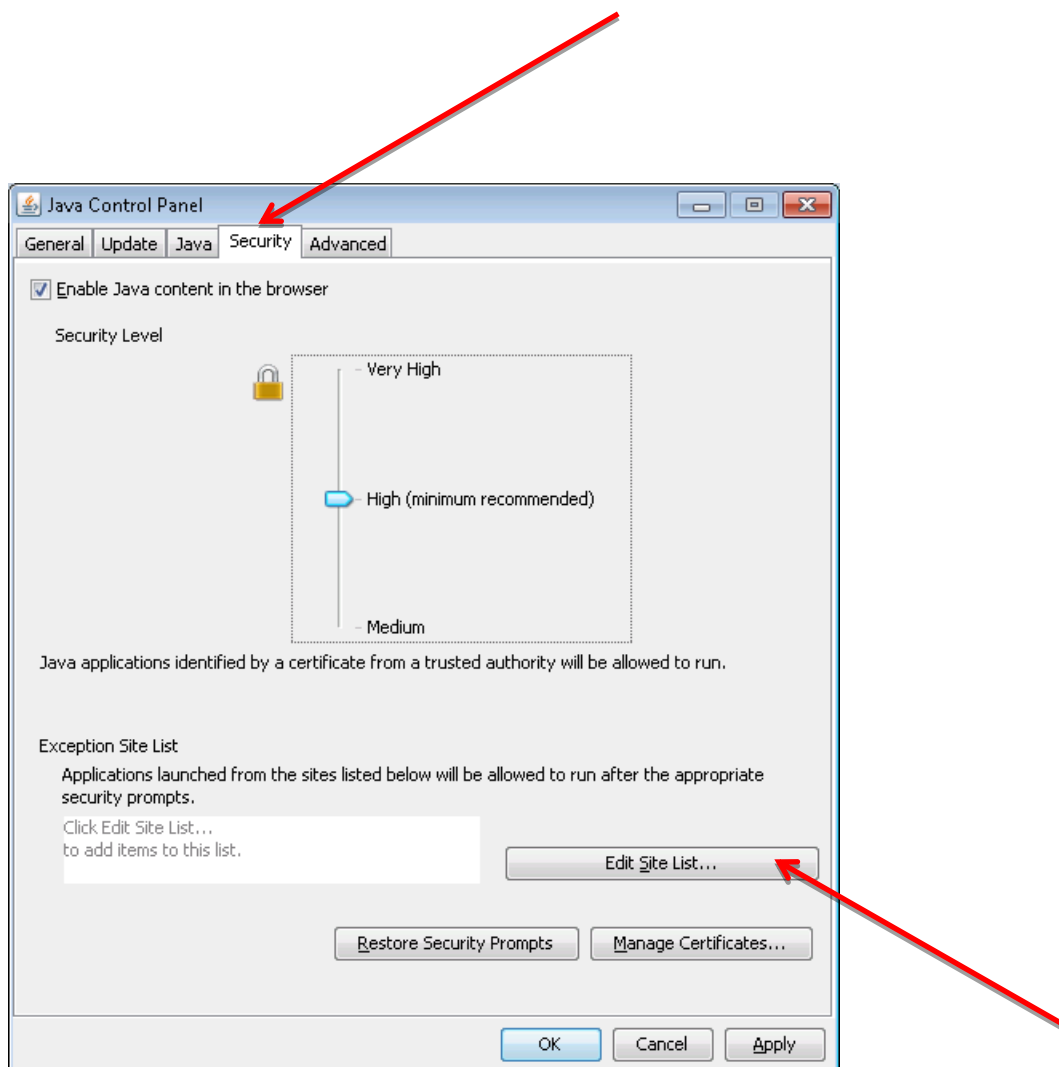 Java Control Panel
General Update Java Security Advanced
Enable Java content in the browser
Security Level
- Very High
- High (minimum recommended)
- Medium
Java applications identified by a certificate from a trusted authority will be allowed to run.
Exception Site List
Applications launched from the sites listed below will be allowed to run after the appropriate
security prompts.
Click Edit Site List...
to add items to this list.
Edit Site List...
Restore Security Prompts Manage Certificates...
OK Cancel Apply